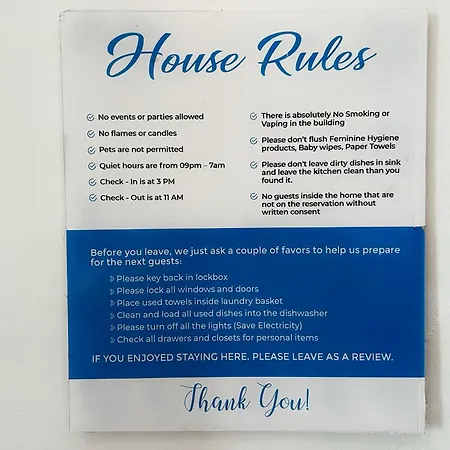 House Rules
No events or parties allowed
No flames or candles
Pets are not permitted
Quiet hours are from 09pm – 7am
Check - In is at 3 PM
Check - Out is at 11 AM
There is absolutely No Smoking or
Vaping in the building
Please don't flush Feminine Hygiene
products, Baby wipes, Paper Towels
Please don't leave dirty dishes in sink
and leave the kitchen clean than you
found it.
No guests inside the home that are
not on the reservation without
written consent
Before you leave, we just ask a couple of favors to help us prepare
for the next guests:
Please key back in lockbox
Please lock all windows and doors
Place used towels inside laundry basket
Clean and load all used dishes into the dishwasher
Please turn off all the lights (Save Electricity)
Check all drawers and closets for personal items
IF YOU ENJOYED STAYING HERE. PLEASE LEAVE AS A REVIEW.
Thank You!